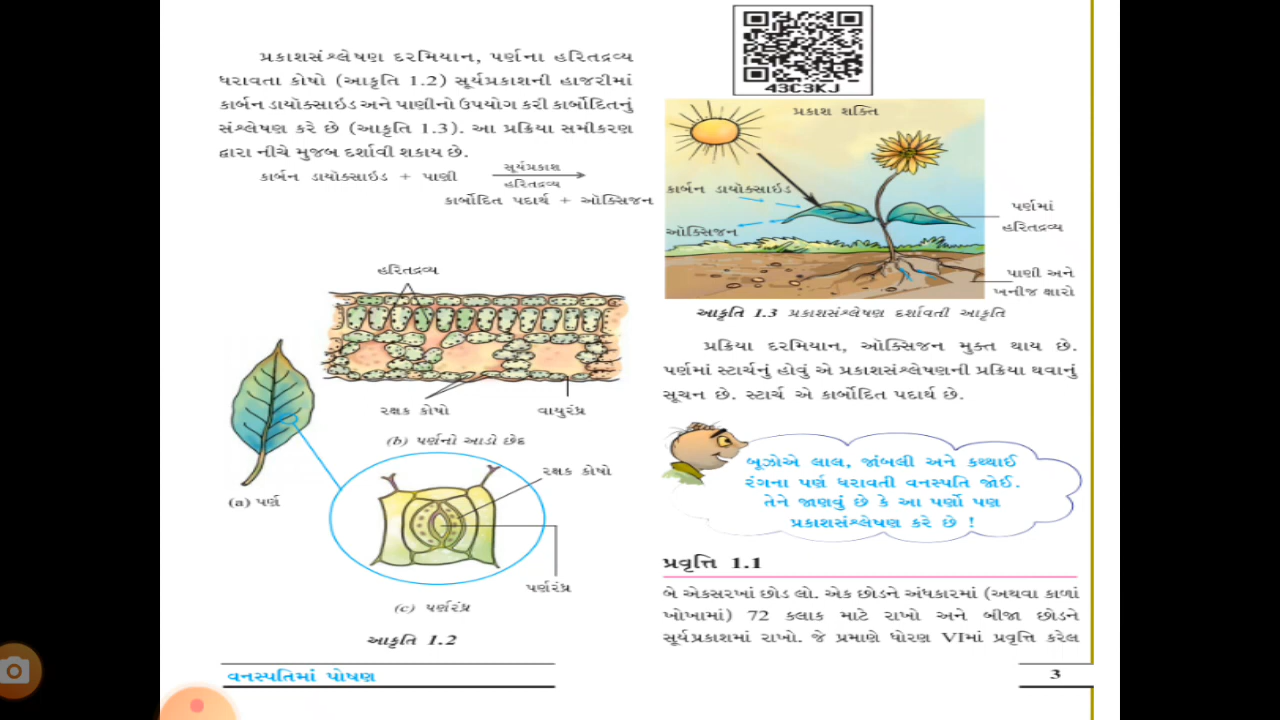 પ્રકાશસંશ્લેષણ દરમિયાન, પર્ણના હરિતદ્રવ્ય
ધરાવતા કોષો (આકૃતિ 1.2) સૂર્યપ્રકાશની હાજરીમાં
કાર્બન ડાયૉક્સાઇડ અને પાણીનો ઉપયોગ કરી કાર્બોદિતનું
સંશ્લેષણ કરે છે (આકૃતિ 1.3). આ પ્રક્રિયા સમીકરણ
દ્વારા નીચે મુજબ દર્શાવી શકાય છે.
કાર્બન ડાયૉક્સાઇડ + પાણી
સૂર્યપ્રકાશ
હરિતદ્રવ્ય
કાર્બોદિત પદાર્થ + ઑક્સિજન
હરિતદ્રવ્ય
રક્ષક કોષો
વાયુરંધ્ર
(b) પર્ણનો આડો છેદ
(a) પર્ણ
રક્ષક કોષો
પર્ણરંધ્ર
(c) પર્ણરંધ્ર
આકૃતિ 1.2
43C3KJ
પ્રકાશ શક્તિ
કાર્બન ડાયૉક્સાઇડ
ઑક્સિજન
પર્ણમાં
હરિતદ્રવ્ય
પાણી અને
ખનીજ ક્ષારો
આકૃતિ 1.3 પ્રકાશસંશ્લેષણ દર્શાવતી આકૃતિ
પ્રક્રિયા દરમિયાન, ઑક્સિજન મુક્ત થાય છે.
પર્ણમાં સ્ટાર્ચનું હોવું એ પ્રકાશસંશ્લેષણની પ્રક્રિયા થવાનું
સૂચન છે. સ્ટાર્ચ એ કાર્બોદિત પદાર્થ છે.
બૂઝોએ લાલ, જાંબલી અને કથ્થાઈ
રંગના પર્ણ ધરાવતી વનસ્પતિ જોઈ.
તેને જાણવું છે કે આ પર્ણો પણ
પ્રકાશસંશ્લેષણ કરે છે !
પ્રવૃત્તિ 1.1
બે એકસરખાં છોડ લો. એક છોડને અંધકારમાં (અથવા કાળાં
ખોખામાં) 72 કલાક માટે રાખો અને બીજા છોડને
સૂર્યપ્રકાશમાં રાખો. જે પ્રમાણે ધોરણ VIમાં પ્રવૃત્તિ કરેલ
વનસ્પતિમાં પોષણ
3